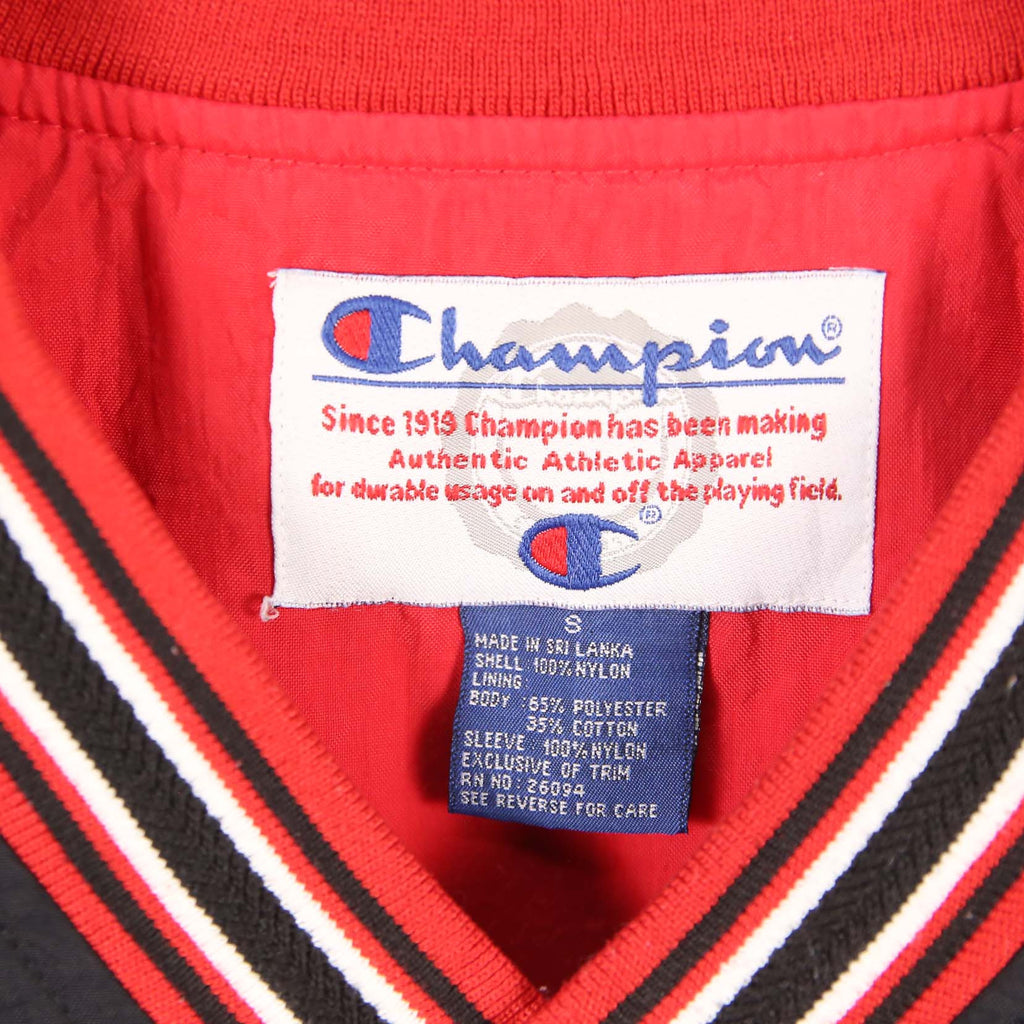 Champion®
Since 1919 Champion has been making
Authentic Athletic Apparel
for durable usage on and off the playing field.
®
S
MADE IN SRI LANKA
SHELL 100% NYLON
LINING
BODY : 65% POLYESTER
35% COTTON
SLEEVE 100% NYLON
EXCLUSIVE OF TRIM
RN NO: 26094
SEE REVERSE FOR CARE